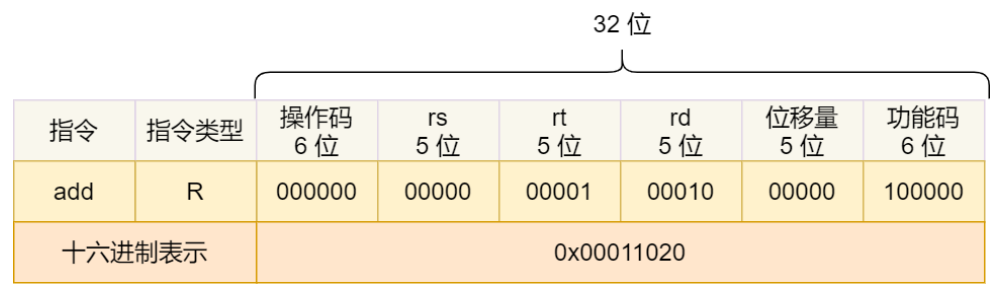 32 位
指令 指令类型 操作码 rs rt rd 位移量 功能码
6 位 5 位 5 位 5 位 5 位 6 位
add R 000000 00000 00001 00010 00000 100000
十六进制表示 0x00011020